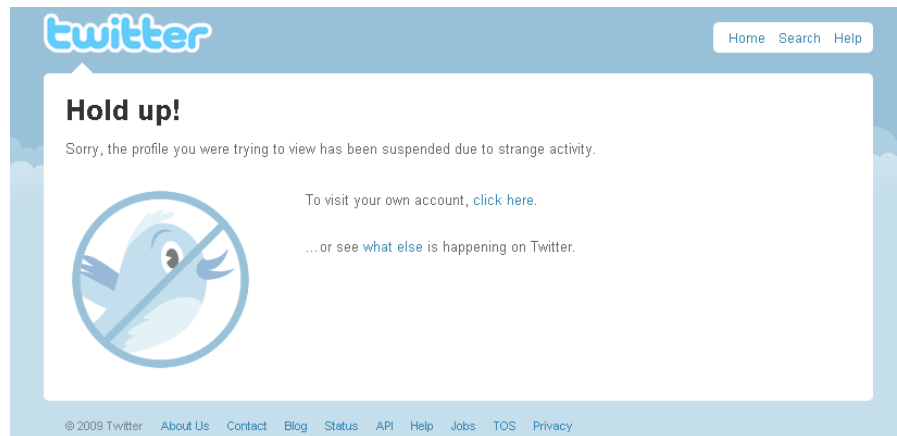 twitter
Home Search Help
Hold up!
Sorry, the profile you were trying to view has been suspended due to strange activity.
To visit your own account, click here.
...or see what else is happening on Twitter.
© 2009 Twitter About Us Contact Blog Status API Help Jobs TOS Privacy